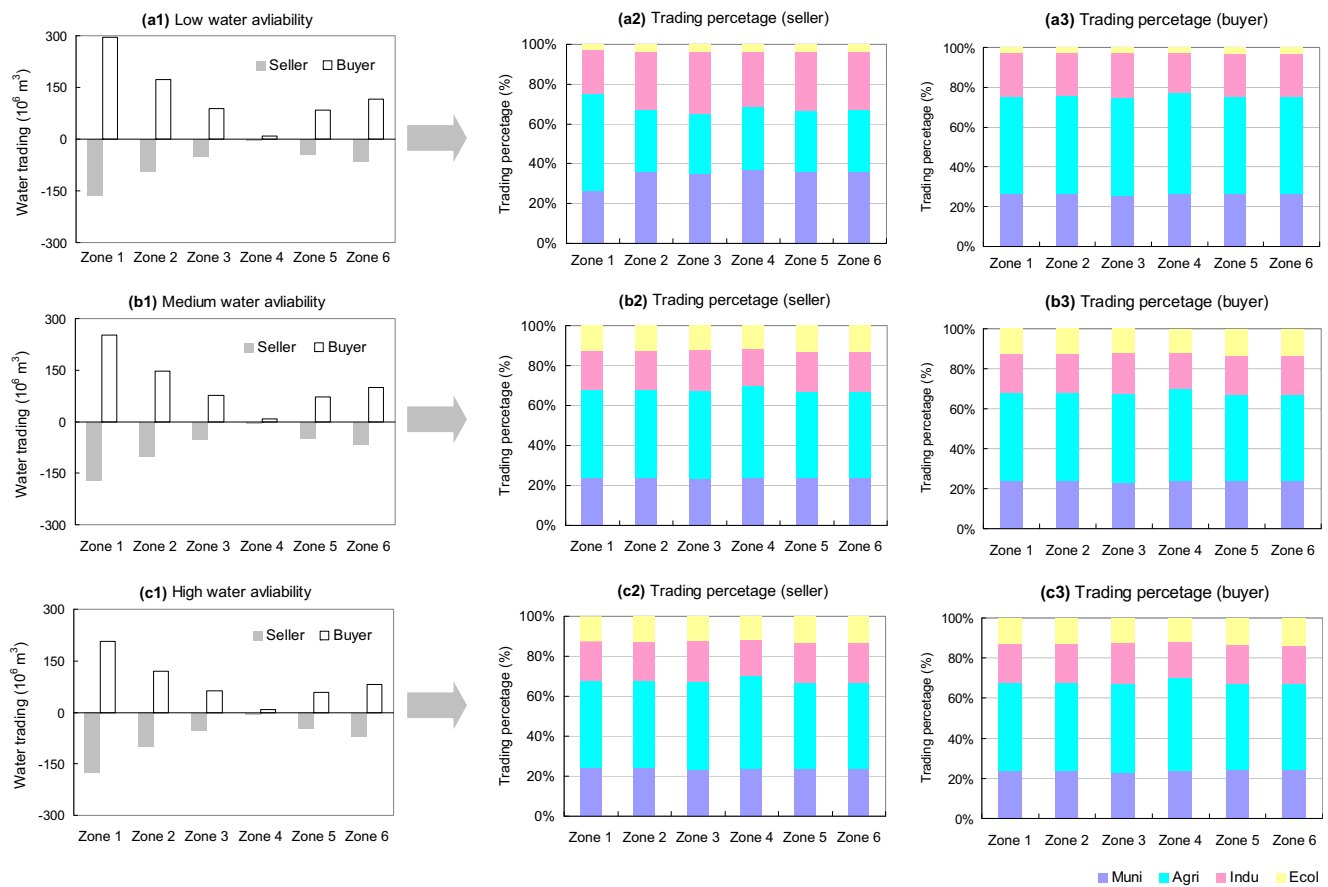 (a1) Low water avliability
300
150
0
-150
-300
Water trading (10⁶ m³)
Seller Buyer
Zone 1 Zone 2 Zone 3 Zone 4 Zone 5 Zone 6
(a2) Trading percetage (seller)
100%
80%
60%
40%
20%
0%
Trading percetage (%)
Zone 1 Zone 2 Zone 3 Zone 4 Zone 5 Zone 6
(a3) Trading percetage (buyer)
100%
80%
60%
40%
20%
0%
Trading percetage (%)
Zone 1 Zone 2 Zone 3 Zone 4 Zone 5 Zone 6
(b1) Medium water avliability
300
150
0
-150
-300
Water trading (10⁶ m³)
Seller Buyer
Zone 1 Zone 2 Zone 3 Zone 4 Zone 5 Zone 6
(b2) Trading percetage (seller)
100%
80%
60%
40%
20%
0%
Trading percetage (%)
Zone 1 Zone 2 Zone 3 Zone 4 Zone 5 Zone 6
(b3) Trading percetage (buyer)
100%
80%
60%
40%
20%
0%
Trading percetage (%)
Zone 1 Zone 2 Zone 3 Zone 4 Zone 5 Zone 6
(c1) High water avliability
300
150
0
-150
-300
Water trading (10⁶ m³)
Seller Buyer
Zone 1 Zone 2 Zone 3 Zone 4 Zone 5 Zone 6
(c2) Trading percetage (seller)
100%
80%
60%
40%
20%
0%
Trading percetage (%)
Zone 1 Zone 2 Zone 3 Zone 4 Zone 5 Zone 6
(c3) Trading percetage (buyer)
100%
80%
60%
40%
20%
0%
Trading percetage (%)
Zone 1 Zone 2 Zone 3 Zone 4 Zone 5 Zone 6
Muni Agri Indu Ecol